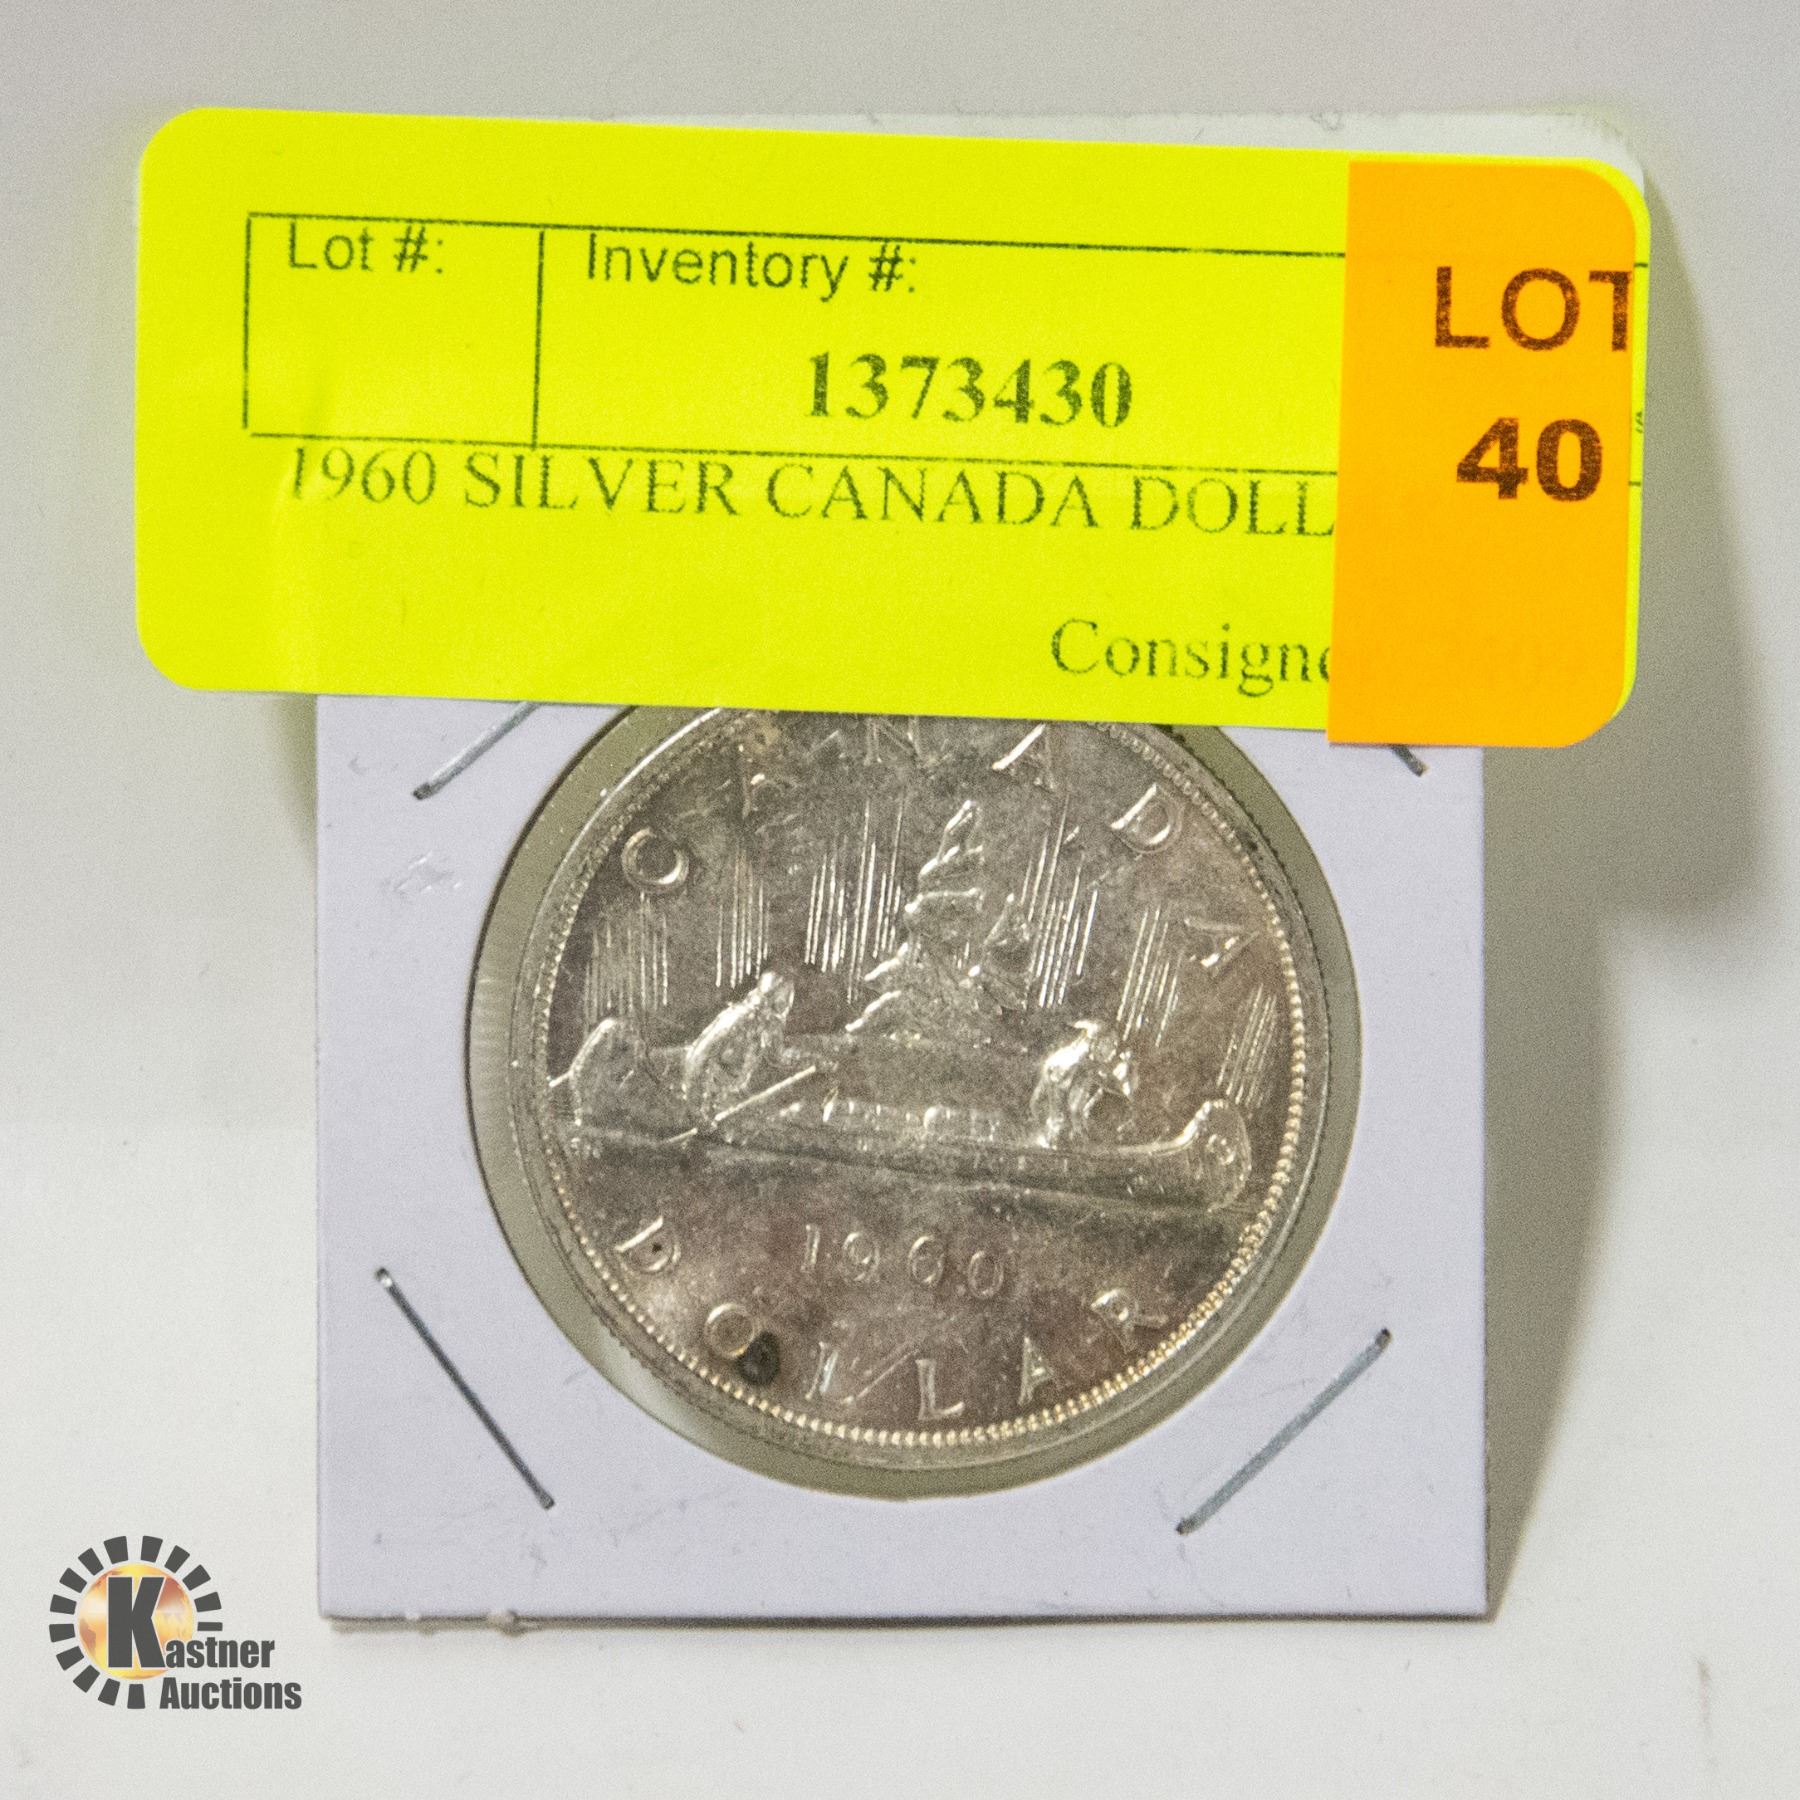 Lot #:
Inventory #:
1373430
LOT
40
1960 SILVER CANADA DOLL
Consigne
CANADA
1960
DOLLAR
Kastner
Auctions